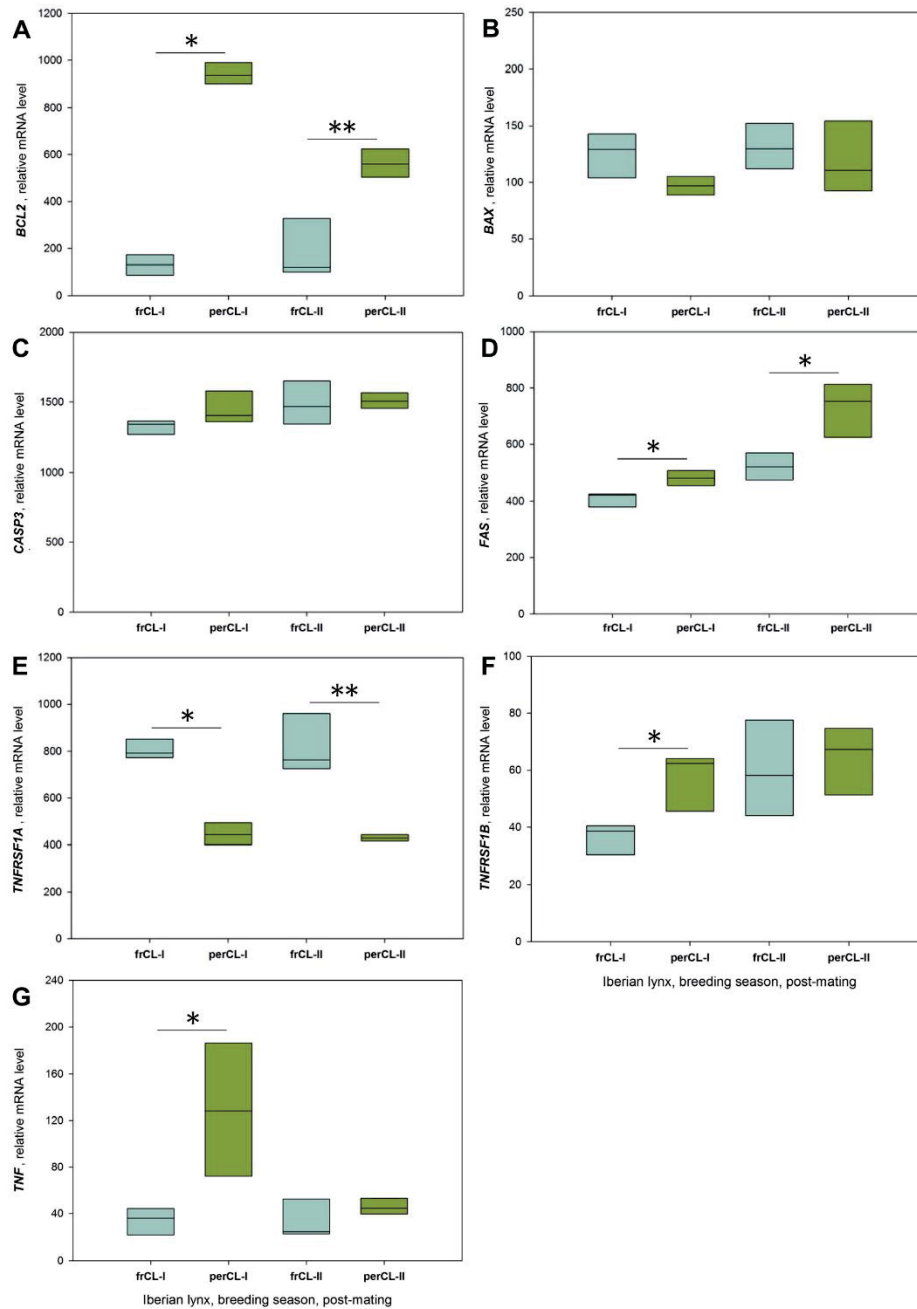 A
BCL2 , relative mRNA level
1200
1000
800
600
400
200
0
*
**
frCL-I perCL-I frCL-II perCL-II
B
BAX , relative mRNA level
250
200
150
100
50
0
frCL-I perCL-I frCL-II perCL-II
C
CASP3, relative mRNA level
2000
1500
1000
500
0
frCL-I perCL-I frCL-II perCL-II
D
FAS , relative mRNA level
1000
800
600
400
200
0
*
*
frCL-I perCL-I frCL-II perCL-II
E
TNFRSF1A, relative mRNA level
1200
1000
800
600
400
200
0
*
**
frCL-I perCL-I frCL-II perCL-II
F
TNFRSF1B, relative mRNA level
100
80
60
40
20
0
*
frCL-I perCL-I frCL-II perCL-II
Iberian lynx, breeding season, post-mating
G
TNF, relative mRNA level
240
200
160
120
80
40
0
*
frCL-I perCL-I frCL-II perCL-II
Iberian lynx, breeding season, post-mating